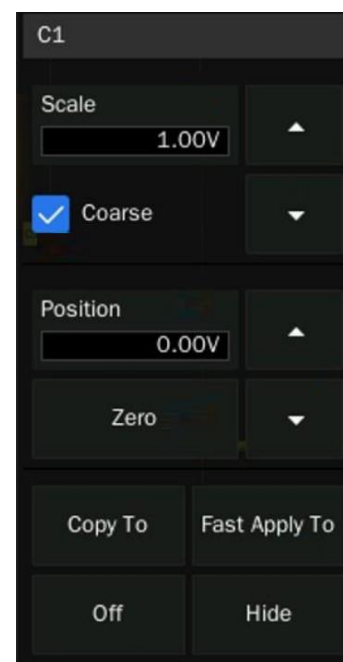 C1
Scale
1.00V
Coarse
Position
0.00V
Zero
Copy To
Fast Apply To
Off
Hide